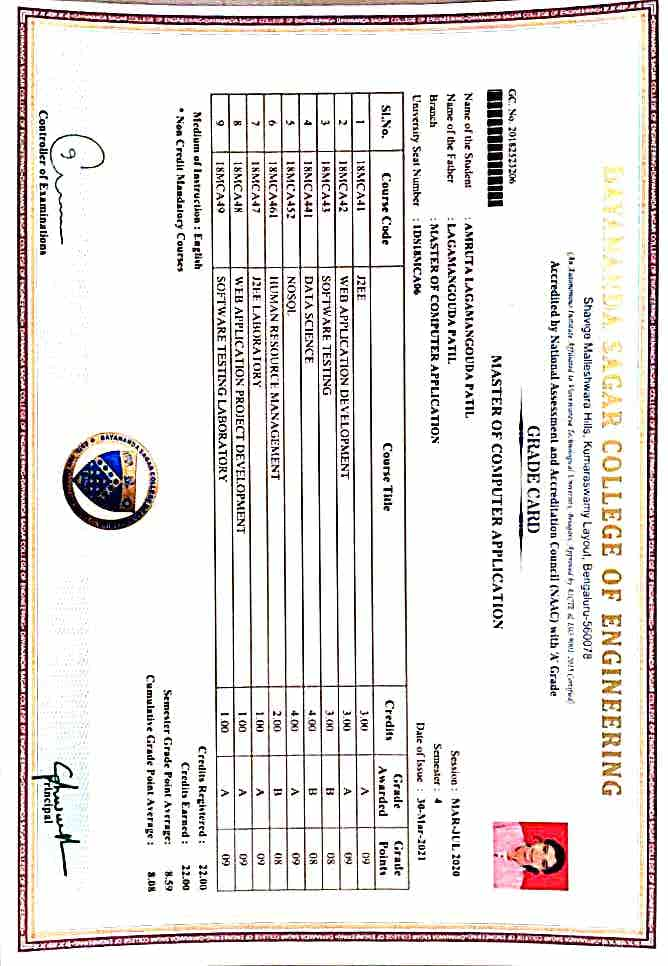 DAYANANDA SAGAR COLLEGE OF ENGINEERING
Shavige Malleshwara Hills, Kumaraswamy Layout, Bengaluru-560078
(An Autonomous Institute Affiliated to Visvesvaraya Technological University, Belagavi, Approved by AICTE & ISO 9001:2015 Certified)
Accredited by National Assessment and Accreditation Council (NAAC) with 'A' Grade
GRADE CARD
MASTER OF COMPUTER APPLICATION
GC. No. 20182523206
Name of the Student : AMRUTA LAGAMANGOUDA PATIL
Name of the Father : LAGAMANGOUDA PATIL
Branch : MASTER OF COMPUTER APPLICATION
University Seat Number : 1DS18MCA06
Session : MAR-JUL 2020
Semester : 4
Date of Issue : 30-Mar-2021
Sl.No. Course Code Course Title Credits Grade Awarded Grade Points
1 18MCA41 J2EE 3.00 A 09
2 18MCA42 WEB APPLICATION DEVELOPMENT 3.00 A 09
3 18MCA43 SOFTWARE TESTING 3.00 B 08
4 18MCA441 DATA SCIENCE 4.00 B 08
5 18MCA452 NOSQL 4.00 A 09
6 18MCA461 HUMAN RESOURCE MANAGEMENT 2.00 B 08
7 18MCA47 J2EE LABORATORY 1.00 A 09
8 18MCA48 WEB APPLICATION PROJECT DEVELOPMENT 1.00 A 09
9 18MCA49 SOFTWARE TESTING LABORATORY 1.00 A 09
Medium of Instruction : English
* Non Credit Mandatory Courses
Credits Registered : 22.00
Credits Earned : 22.00
Semester Grade Point Average: 8.59
Cumulative Grade Point Average : 8.08
Controller of Examinations
DAYANANDA SAGAR COLLEGE
Principal